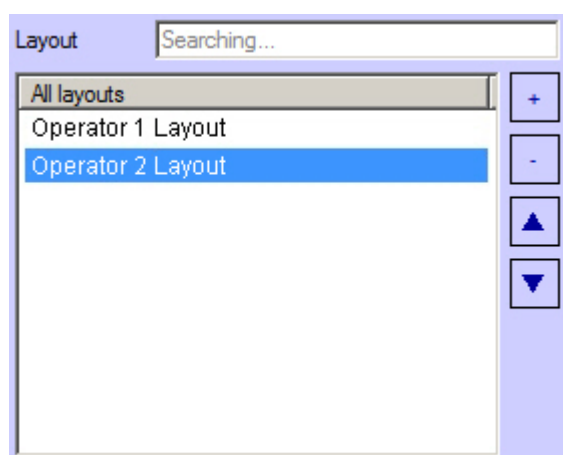 Layout Searching...
All layouts +
Operator 1 Layout
Operator 2 Layout -